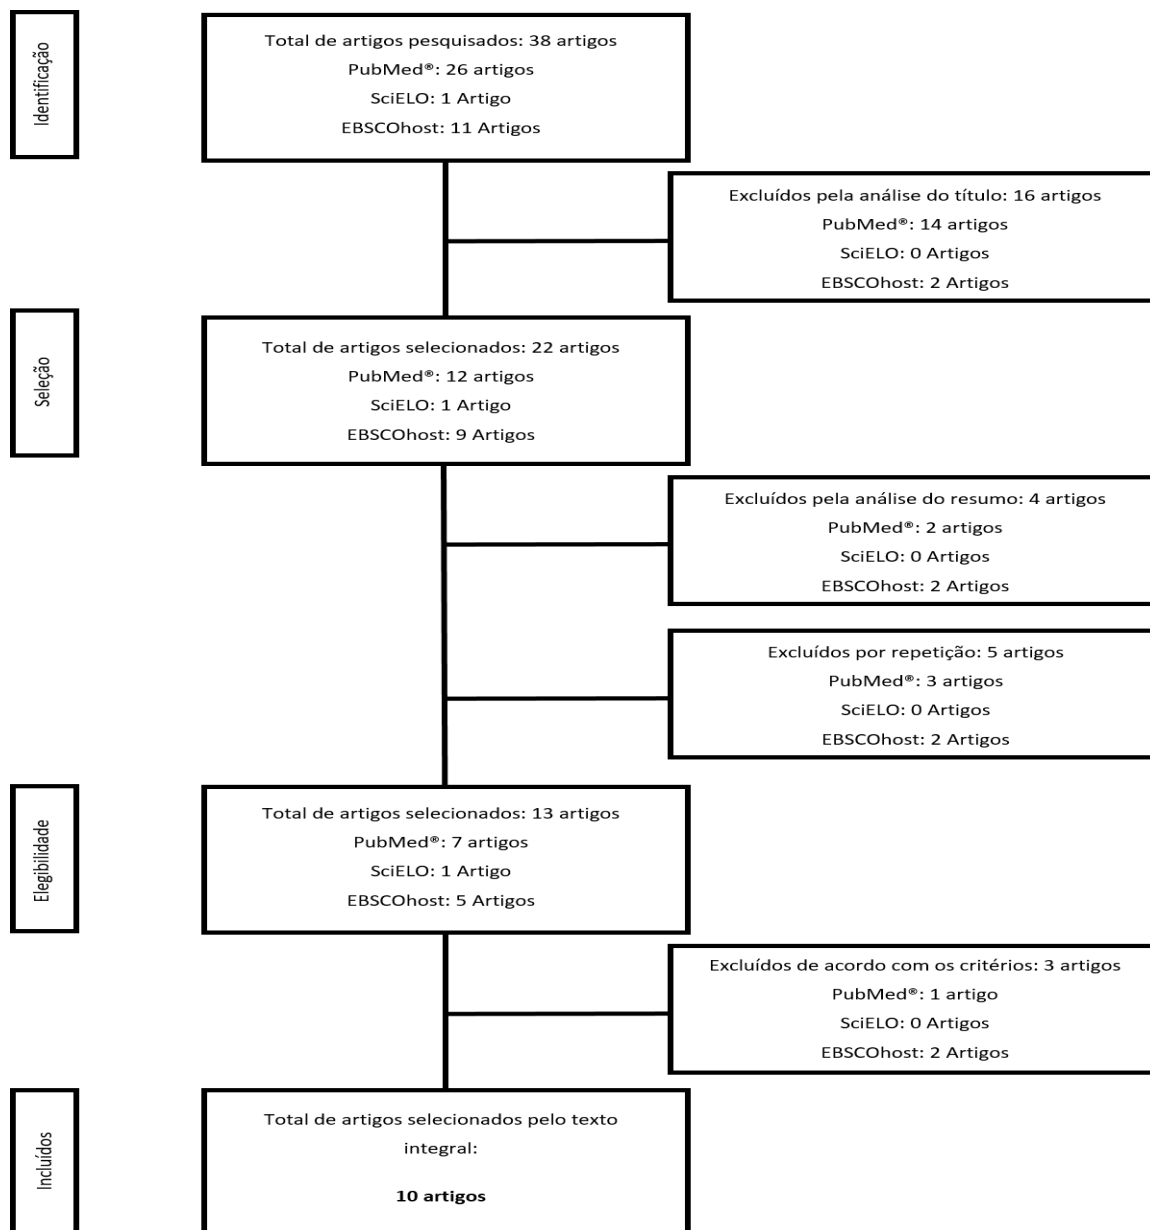 Identificação
Total de artigos pesquisados: 38 artigos
PubMed®: 26 artigos
SciELO: 1 Artigo
EBSCOhost: 11 Artigos
Excluídos pela análise do título: 16 artigos
PubMed®: 14 artigos
SciELO: 0 Artigos
EBSCOhost: 2 Artigos
Seleção
Total de artigos selecionados: 22 artigos
PubMed®: 12 artigos
SciELO: 1 Artigo
EBSCOhost: 9 Artigos
Excluídos pela análise do resumo: 4 artigos
PubMed®: 2 artigos
SciELO: 0 Artigos
EBSCOhost: 2 Artigos
Excluídos por repetição: 5 artigos
PubMed®: 3 artigos
SciELO: 0 Artigos
EBSCOhost: 2 Artigos
Elegibilidade
Total de artigos selecionados: 13 artigos
PubMed®: 7 artigos
SciELO: 1 Artigo
EBSCOhost: 5 Artigos
Excluídos de acordo com os critérios: 3 artigos
PubMed®: 1 artigo
SciELO: 0 Artigos
EBSCOhost: 2 Artigos
Incluídos
Total de artigos selecionados pelo texto
integral:
10 artigos